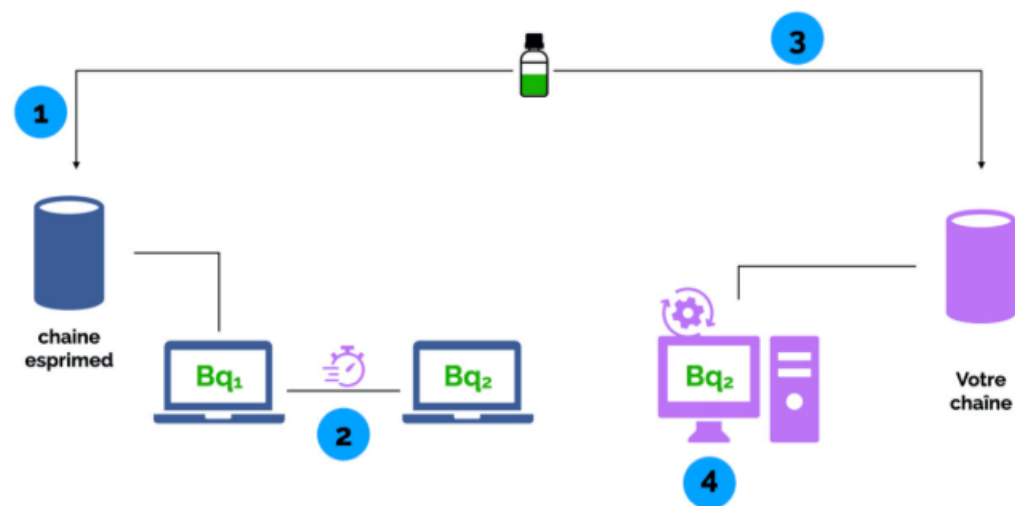 3
1
chaine
esprimed
Bq₁
Bq₂
2
Bq₂
4
Votre
chaîne